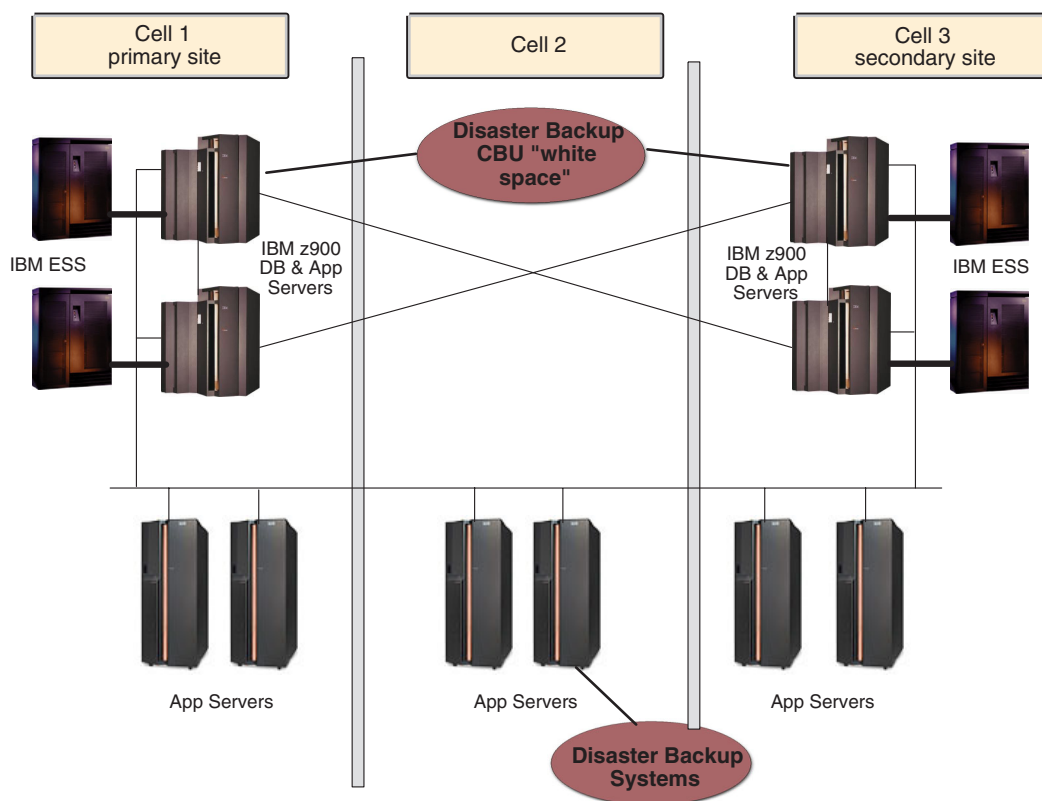 Cell 1
primary site
Cell 2
Cell 3
secondary site
Disaster Backup
CBU "white
space"
IBM ESS
IBM z900
DB & App
Servers
IBM z900
DB & App
Servers
IBM ESS
App Servers
App Servers
App Servers
Disaster Backup
Systems